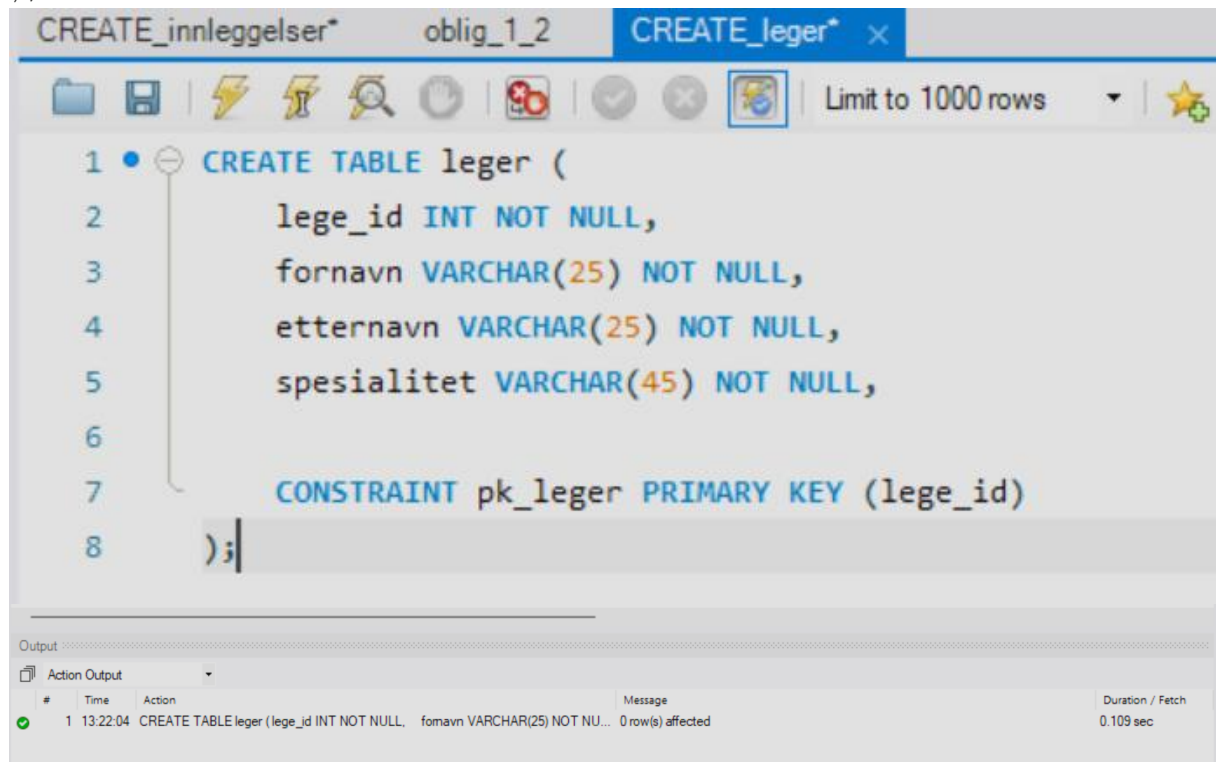 CREATE_innleggelser* oblig_1_2 CREATE_leger*
Limit to 1000 rows
1 CREATE TABLE leger (
2 lege_id INT NOT NULL,
3 fornavn VARCHAR(25) NOT NULL,
4 etternavn VARCHAR(25) NOT NULL,
5 spesialitet VARCHAR(45) NOT NULL,
6
7 CONSTRAINT pk_leger PRIMARY KEY (lege_id)
8 );
Output
Action Output
# Time Action Message Duration / Fetch
1 13:22:04 CREATE TABLE leger ( lege_id INT NOT NULL, fornavn VARCHAR(25) NOT NU... 0 row(s) affected 0.109 sec